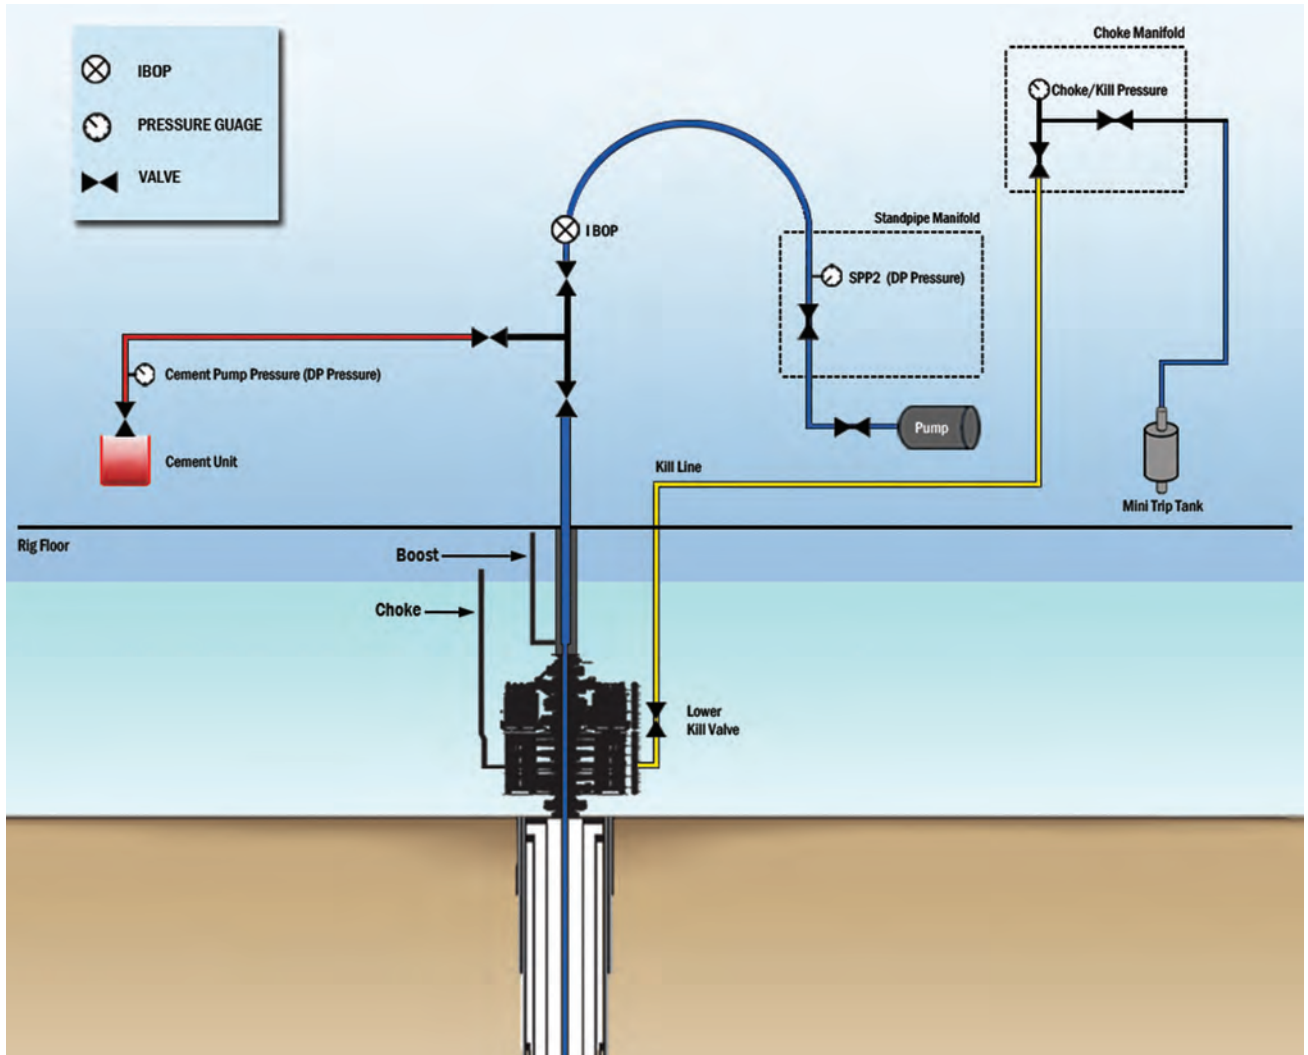 IBOP
PRESSURE GUAGE
VALVE
Choke Manifold
Choke/Kill Pressure
I BOP
Standpipe Manifold
SPP2 (DP Pressure)
Cement Pump Pressure (DP Pressure)
Cement Unit
Pump
Kill Line
Mini Trip Tank
Rig Floor
Boost
Choke
Lower
Kill Valve